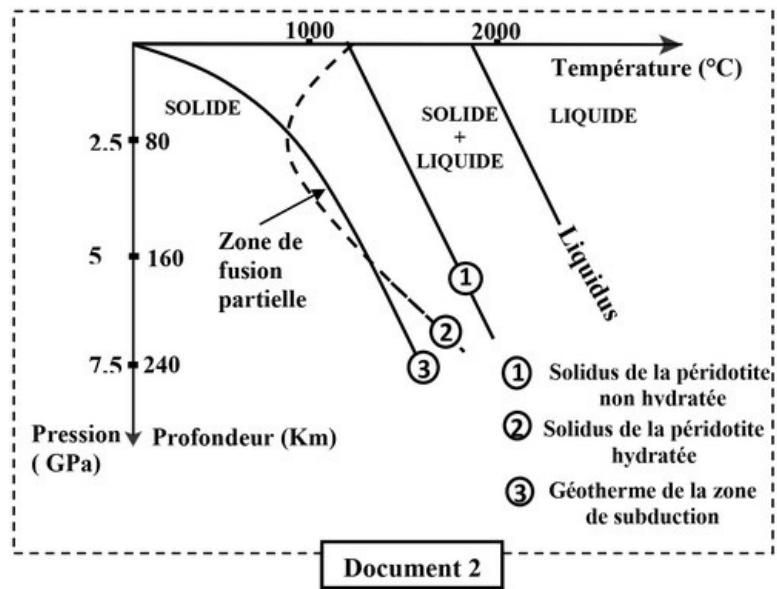 1000
2000
Température (°C)
SOLIDE
SOLIDE
+
LIQUIDE
LIQUIDE
2.5
80
Zone de
fusion
partielle
5
160
Liquidus
1
2
3
7.5
240
Pression
( GPa)
Profondeur (Km)
1 Solidus de la péridotite
non hydratée
2 Solidus de la péridotite
hydratée
3 Géotherme de la zone
de subduction
Document 2